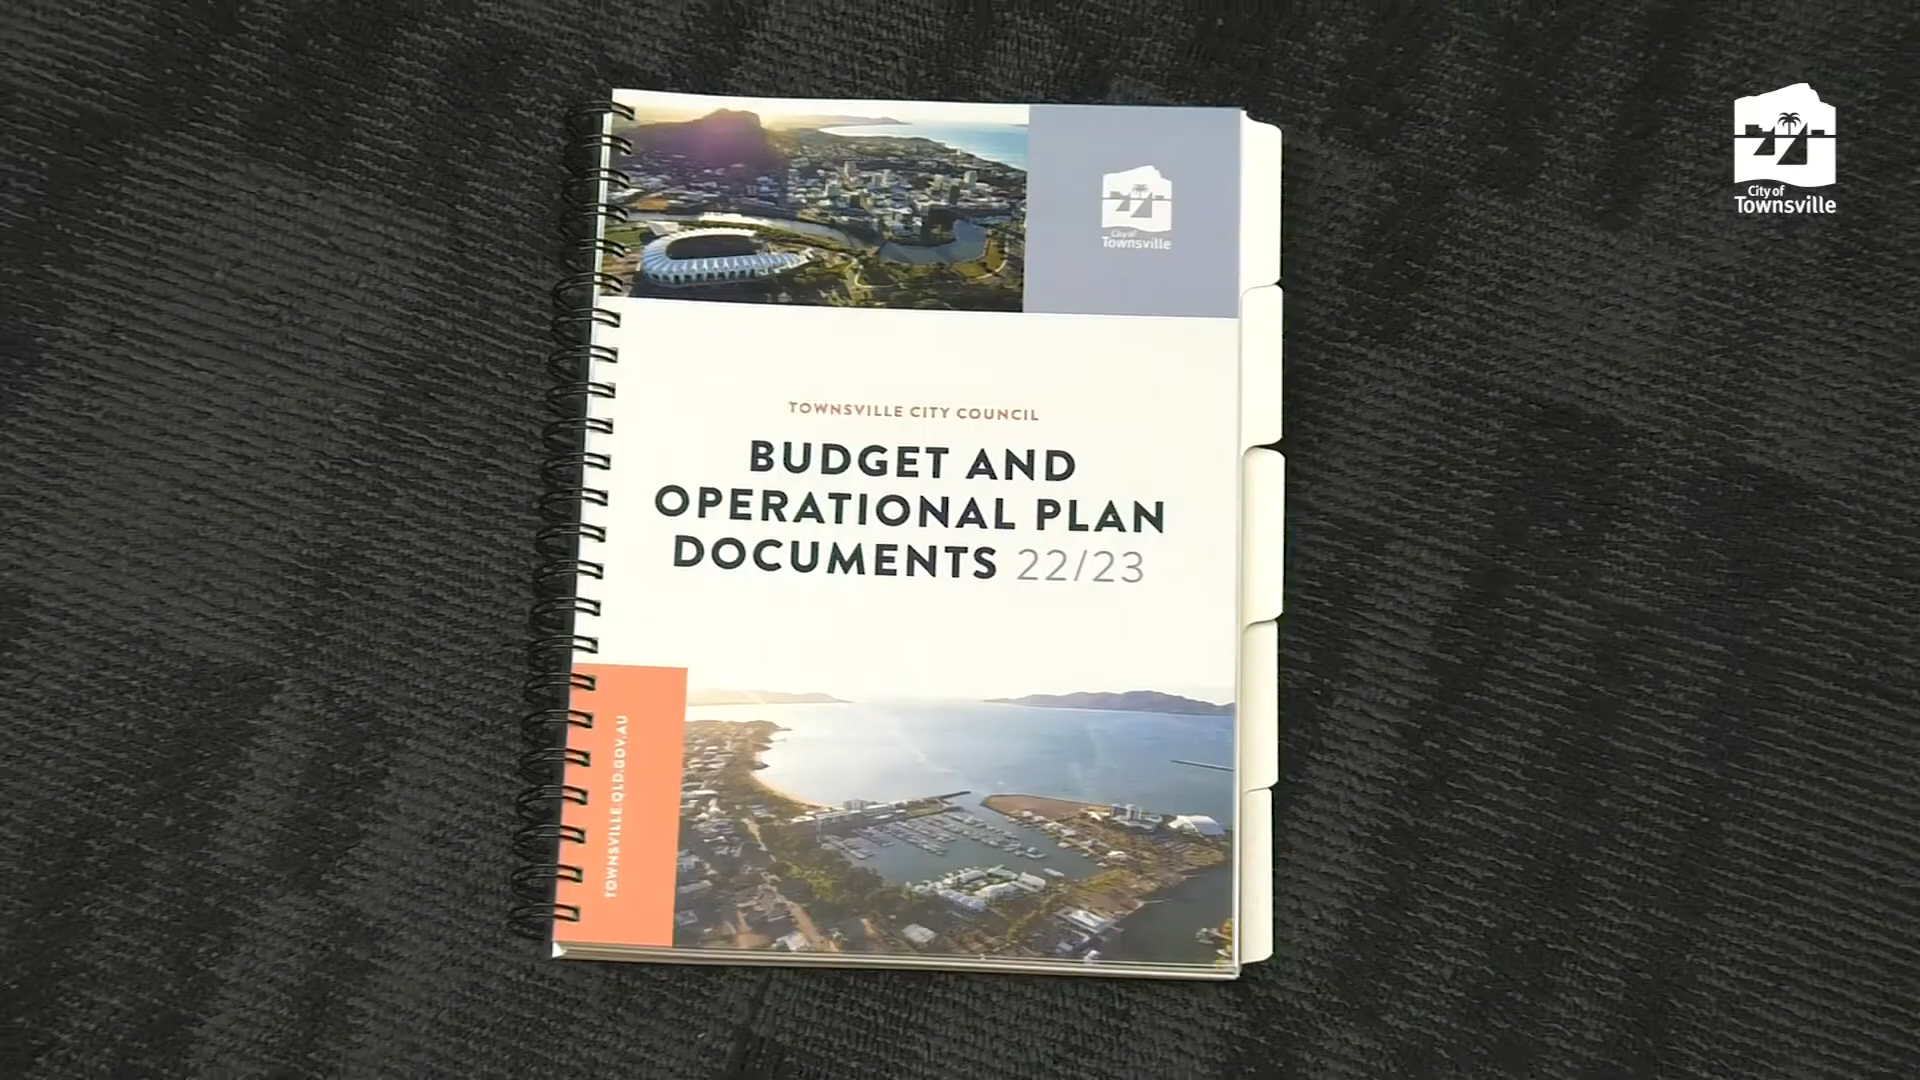 City of
Townsville
City of
Townsville
TOWNSVILLE CITY COUNCIL
BUDGET AND
OPERATIONAL PLAN
DOCUMENTS 22/23
TOWNSVILLE.QLD.GOV.AU